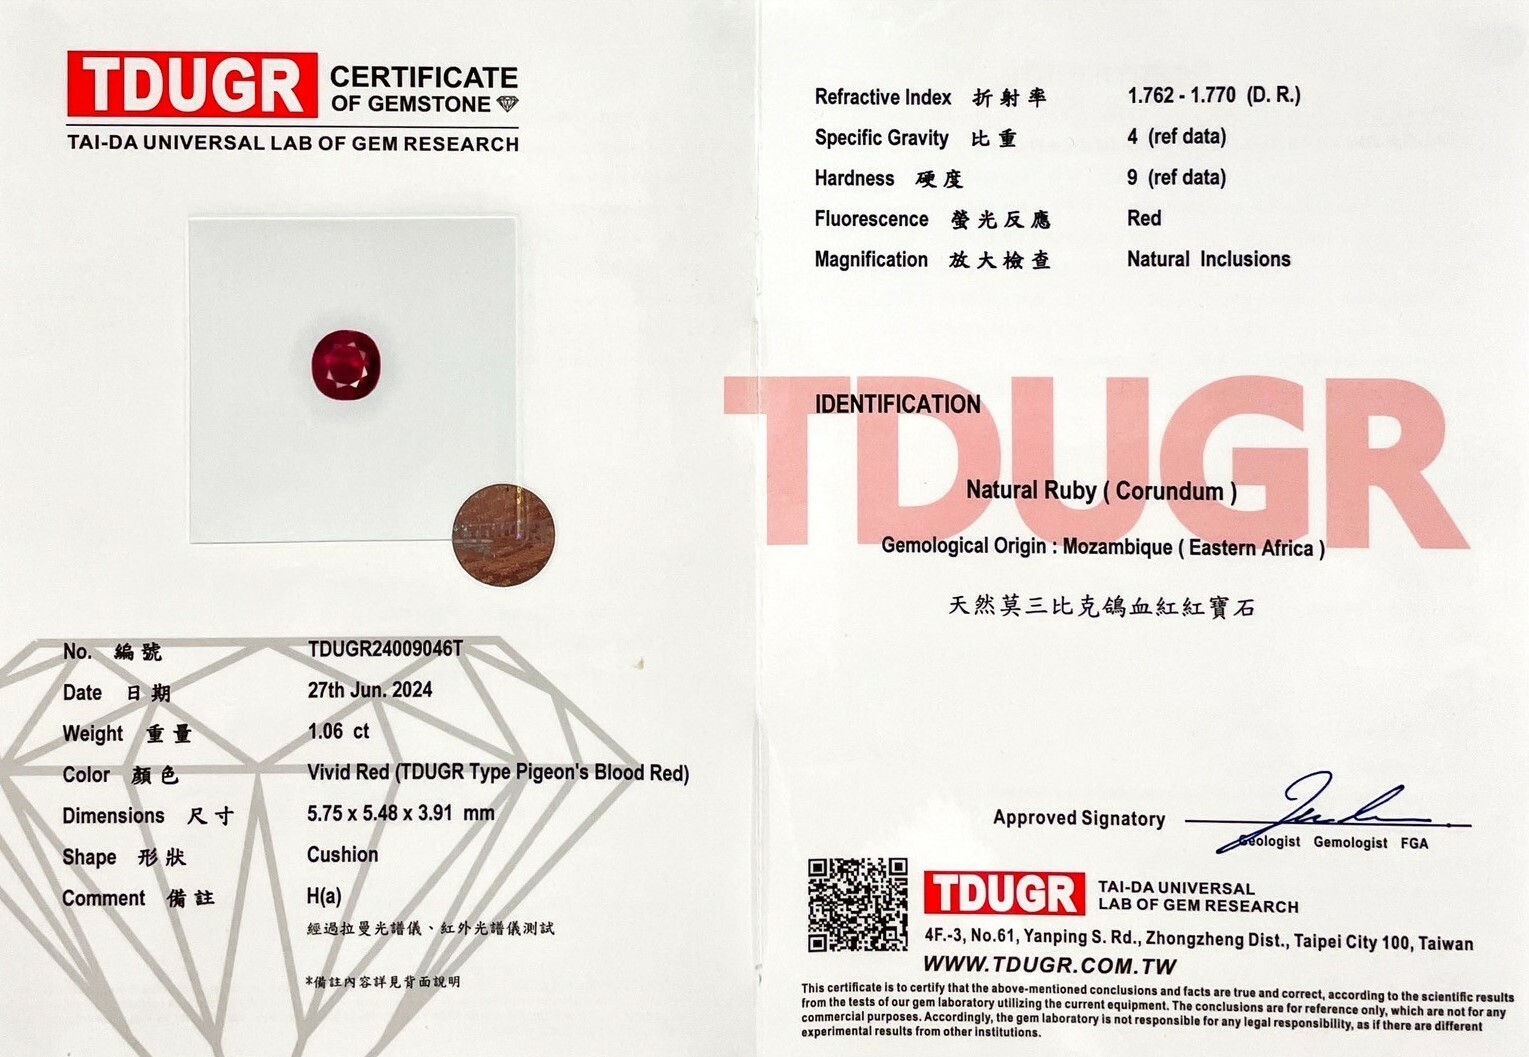 TDUGR CERTIFICATE
OF GEMSTONE
TAI-DA UNIVERSAL LAB OF GEM RESEARCH
No. 編號 TDUGR24009046T
Date 日期 27th Jun. 2024
Weight 重量 1.06 ct
Color 顏色 Vivid Red (TDUGR Type Pigeon's Blood Red)
Dimensions 尺寸 5.75 x 5.48 x 3.91 mm
Shape 形狀 Cushion
Comment 備註 H(a)
經過拉曼光譜儀、紅外光譜儀測試
*備註內容詳見背面說明
Refractive Index 折射率 1.762 - 1.770 (D. R.)
Specific Gravity 比重 4 (ref data)
Hardness 硬度 9 (ref data)
Fluorescence 螢光反應 Red
Magnification 放大檢查 Natural Inclusions
TDUGR
IDENTIFICATION
Natural Ruby ( Corundum )
Gemological Origin : Mozambique ( Eastern Africa )
天然莫三比克鴿血紅紅寶石
Approved Signatory
Geologist Gemologist FGA
TDUGR TAI-DA UNIVERSAL
LAB OF GEM RESEARCH
4F.-3, No.61, Yanping S. Rd., Zhongzheng Dist., Taipei City 100, Taiwan
WWW.TDUGR.COM.TW
This certificate is to certify that the above-mentioned conclusions and facts are true and correct, according to the scientific results
from the tests of our gem laboratory utilizing the current equipment. The conclusions are for reference only, which are not for any
commercial purposes. Accordingly, the gem laboratory is not responsible for any legal responsibility, as if there are different
experimental results from other institutions.